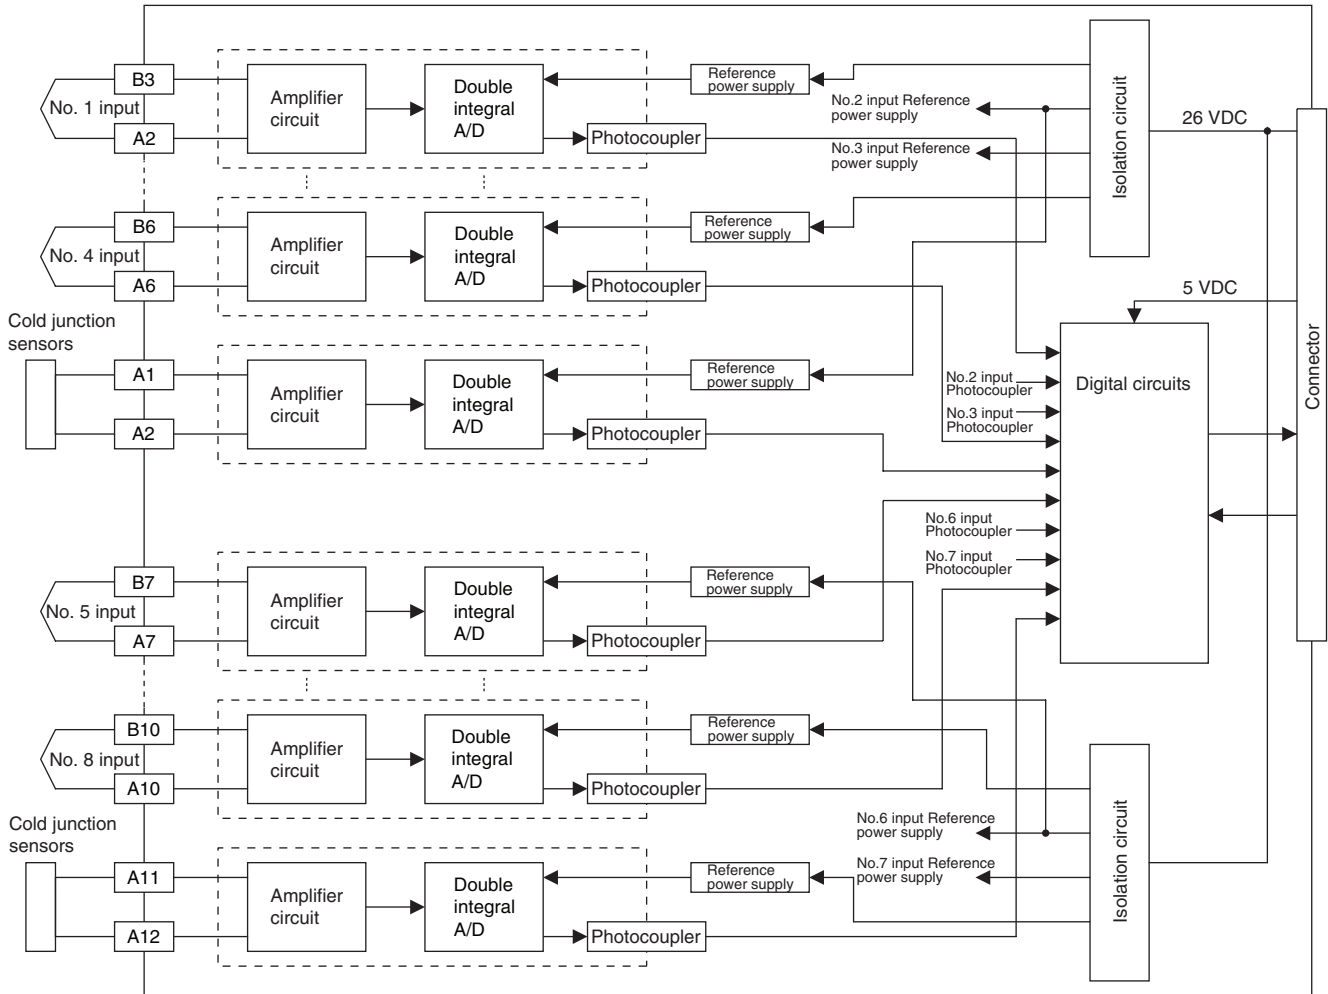 B3
No. 1 input
A2
Amplifier
circuit
Double
integral
A/D
Reference
power supply
Photocoupler
No.2 input Reference
power supply
No.3 input Reference
power supply
Isolation circuit
26 VDC
B6
No. 4 input
A6
Amplifier
circuit
Double
integral
A/D
Reference
power supply
Photocoupler
5 VDC
Connector
Cold junction
sensors
A1
A2
Amplifier
circuit
Double
integral
A/D
Reference
power supply
Photocoupler
No.2 input
Photocoupler
No.3 input
Photocoupler
Digital circuits
No.6 input
Photocoupler
No.7 input
Photocoupler
B7
No. 5 input
A7
Amplifier
circuit
Double
integral
A/D
Reference
power supply
Photocoupler
B10
No. 8 input
A10
Amplifier
circuit
Double
integral
A/D
Reference
power supply
Photocoupler
No.6 input Reference
power supply
No.7 input Reference
power supply
Isolation circuit
Cold junction
sensors
A11
A12
Amplifier
circuit
Double
integral
A/D
Reference
power supply
Photocoupler